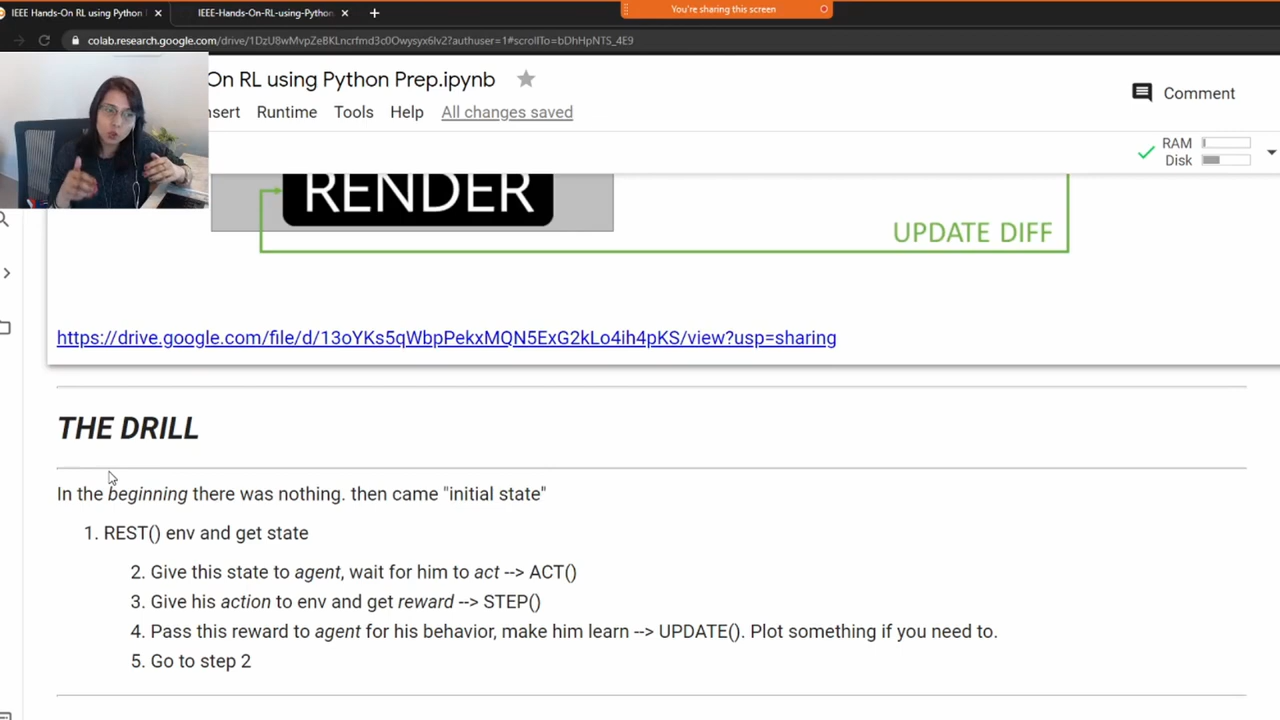 IEEE Hands-On RL using Python
IEEE-Hands-On-RL-using-Python-
You're sharing this screen
colab.research.google.com/drive/1DzU8wMvpZeBKLncrfmd3c0Owysyx6Iv2?authuser=1#scrollTo=bDhHpNTS_4E9
On RL using Python Prep.ipynb
Comment
nsert Runtime Tools Help All changes saved
RAM
Disk
RENDER
UPDATE DIFF
https://drive.google.com/file/d/13oYKs5qWbpPekxMQN5ExG2kLo4ih4pKS/view?usp=sharing
THE DRILL
In the beginning there was nothing. then came "initial state"
1. REST() env and get state
2. Give this state to agent, wait for him to act --> ACT()
3. Give his action to env and get reward --> STEP()
4. Pass this reward to agent for his behavior, make him learn --> UPDATE(). Plot something if you need to.
5. Go to step 2